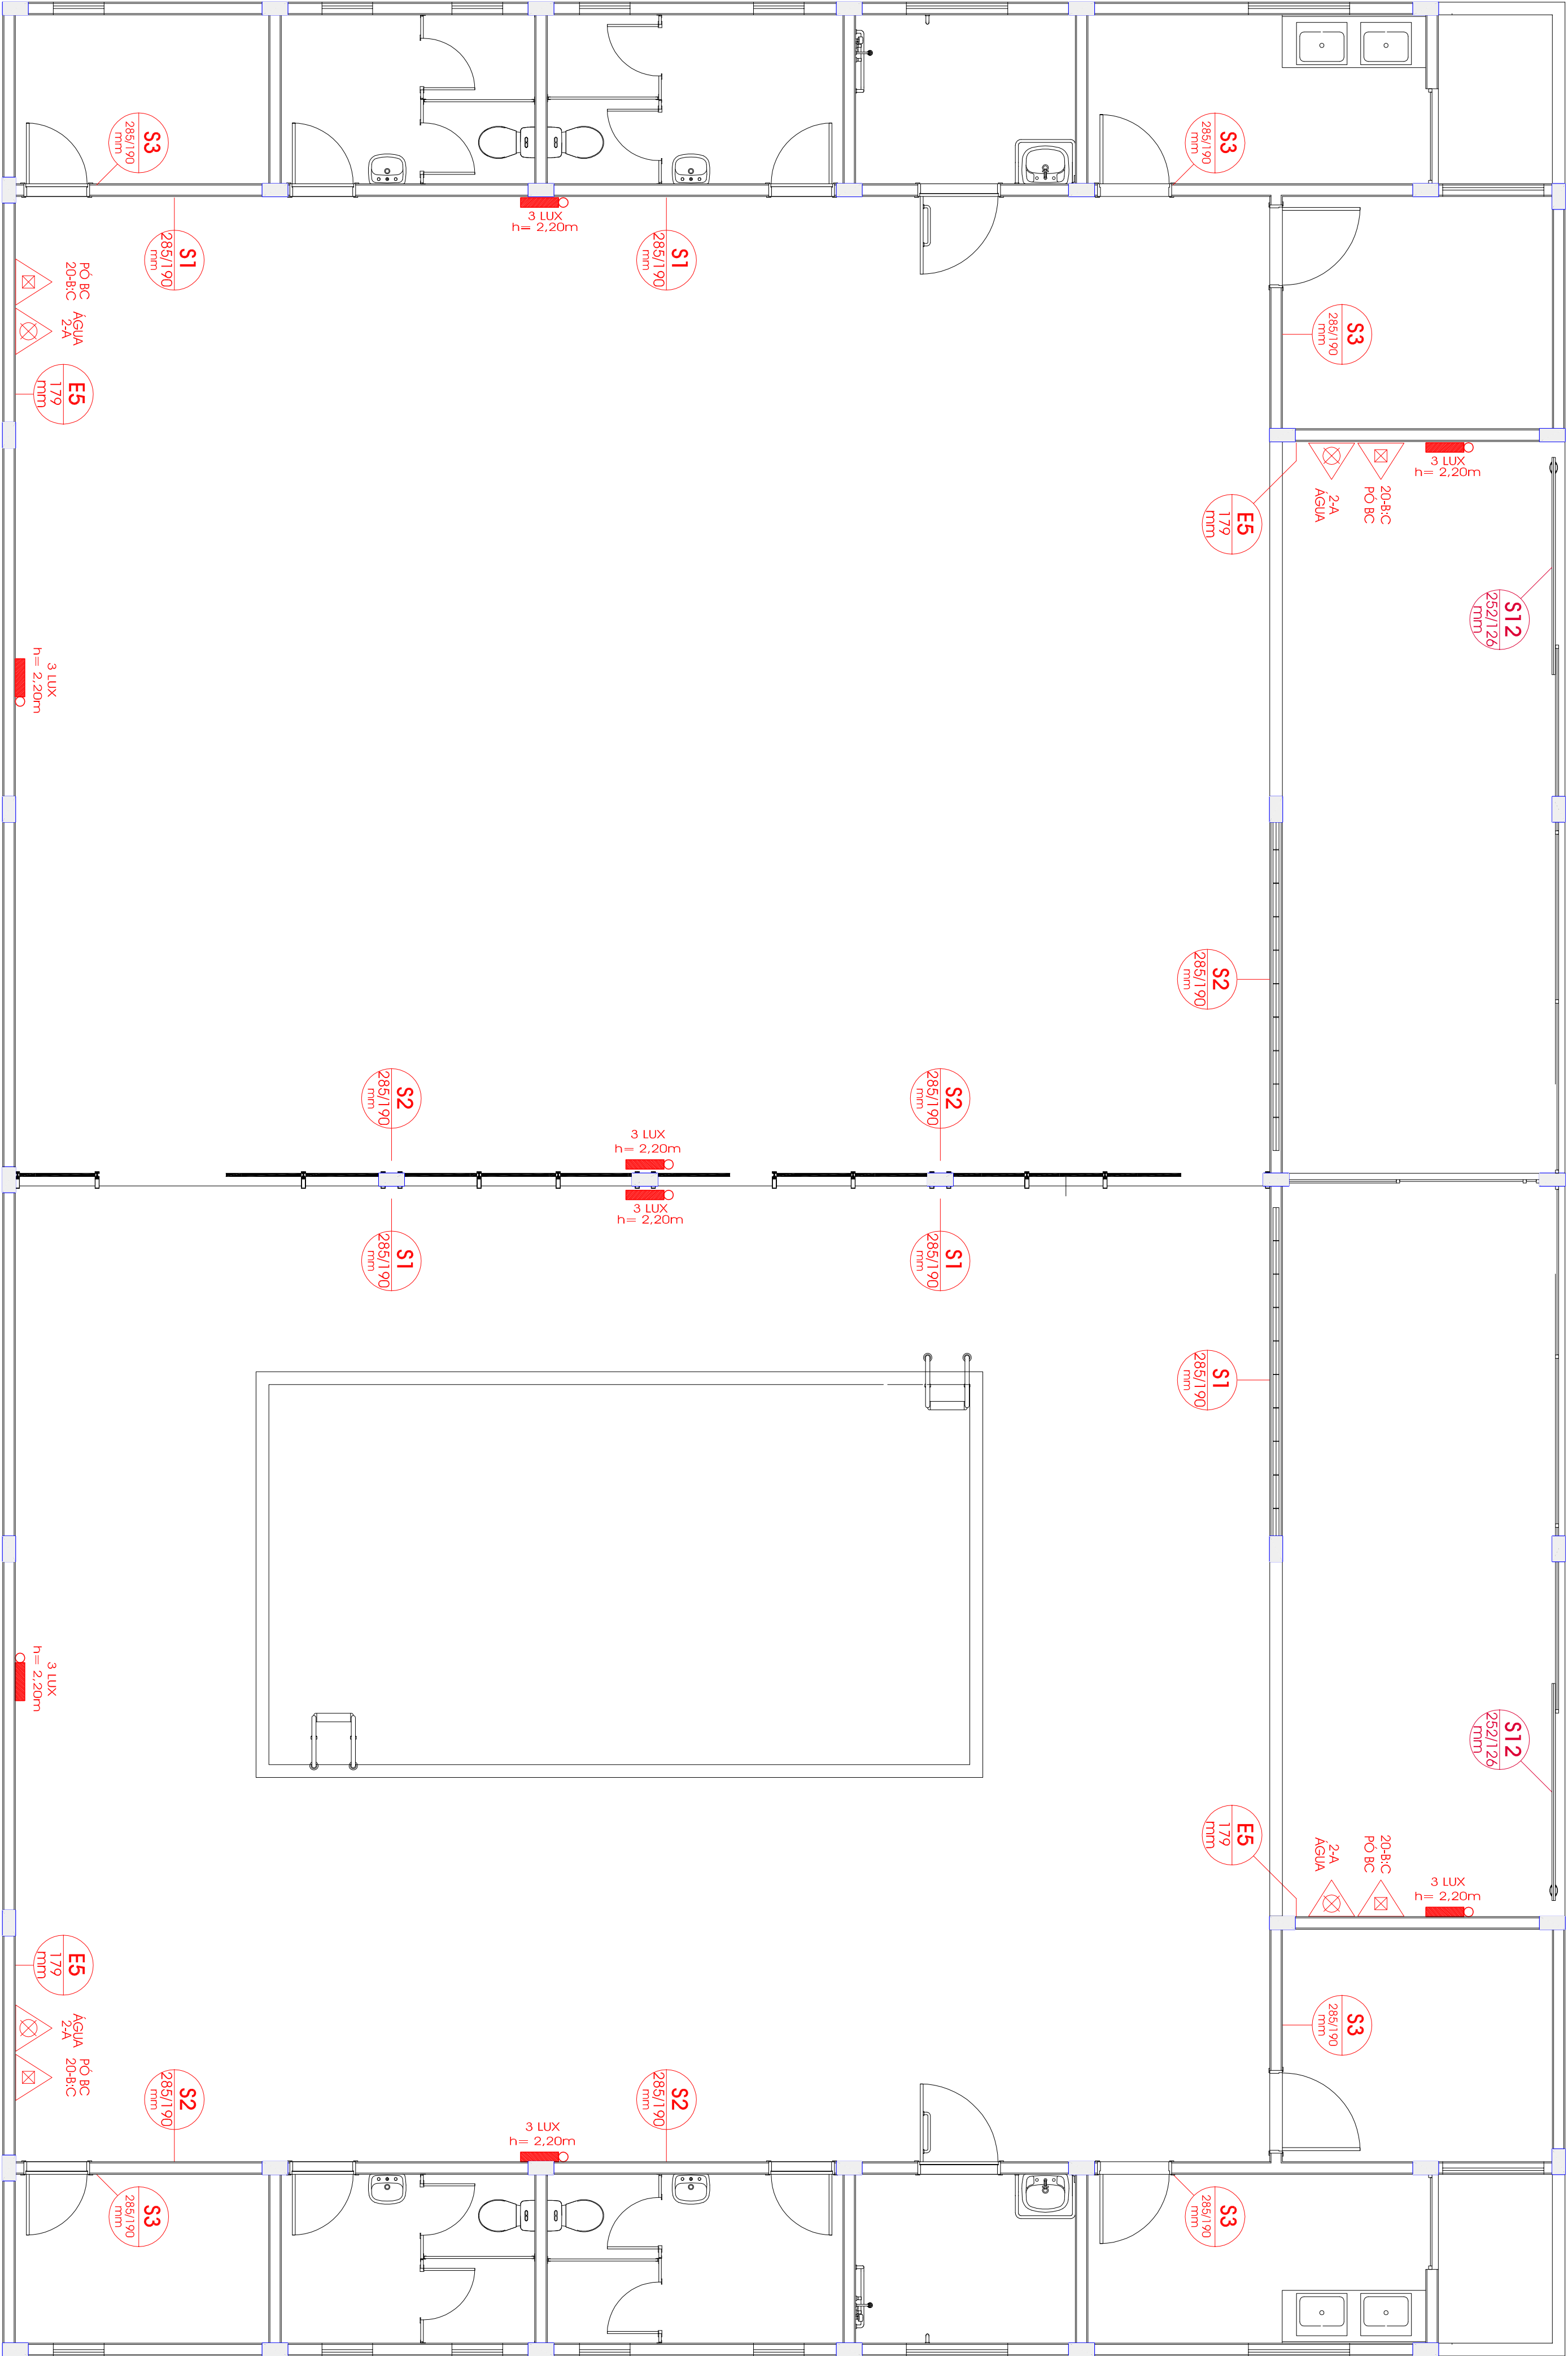 S3
285/190
mm
S3
285/190
mm
3 LUX
h= 2,20m
S1
285/190
mm
S1
285/190
mm
PÓ BC
20-B:C
ÁGUA
2-A
S3
285/190
mm
E5
179
mm
3 LUX
h= 2,20m
2-A
ÁGUA
20-B:C
PÓ BC
E5
179
mm
S12
252/126
mm
3 LUX
h= 2,20m
S2
285/190
mm
S2
285/190
mm
S2
285/190
mm
3 LUX
h= 2,20m
3 LUX
h= 2,20m
S1
285/190
mm
S1
285/190
mm
S1
285/190
mm
3 LUX
h= 2,20m
S12
252/126
mm
E5
179
mm
2-A
ÁGUA
20-B:C
PÓ BC
3 LUX
h= 2,20m
E5
179
mm
ÁGUA
2-A
PÓ BC
20-B:C
S3
285/190
mm
S2
285/190
mm
S2
285/190
mm
3 LUX
h= 2,20m
S3
285/190
mm
S3
285/190
mm